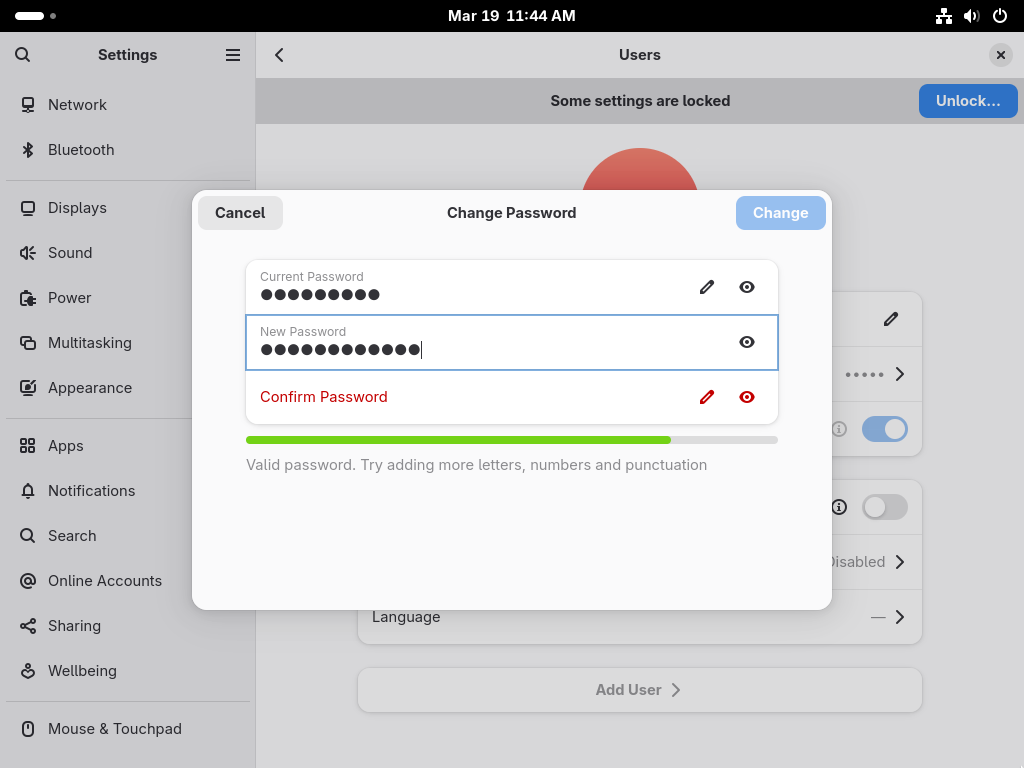 Mar 19 11:44 AM
Settings
Users
Some settings are locked
Unlock...
Network
Bluetooth
Displays
Sound
Power
Multitasking
Appearance
Apps
Notifications
Search
Online Accounts
Sharing
Wellbeing
Mouse & Touchpad
Cancel
Change Password
Change
Current Password
●●●●●●●●●
New Password
●●●●●●●●●●●●
Confirm Password
Valid password. Try adding more letters, numbers and punctuation
●●●●●
Disabled
Language
—
Add User